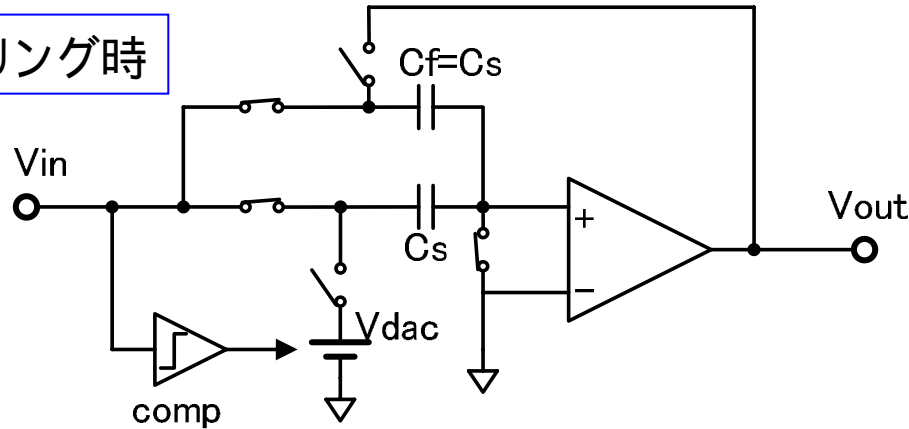 リング時
Cf=Cs
Vin
Cs
+
−
Vout
Vdac
comp